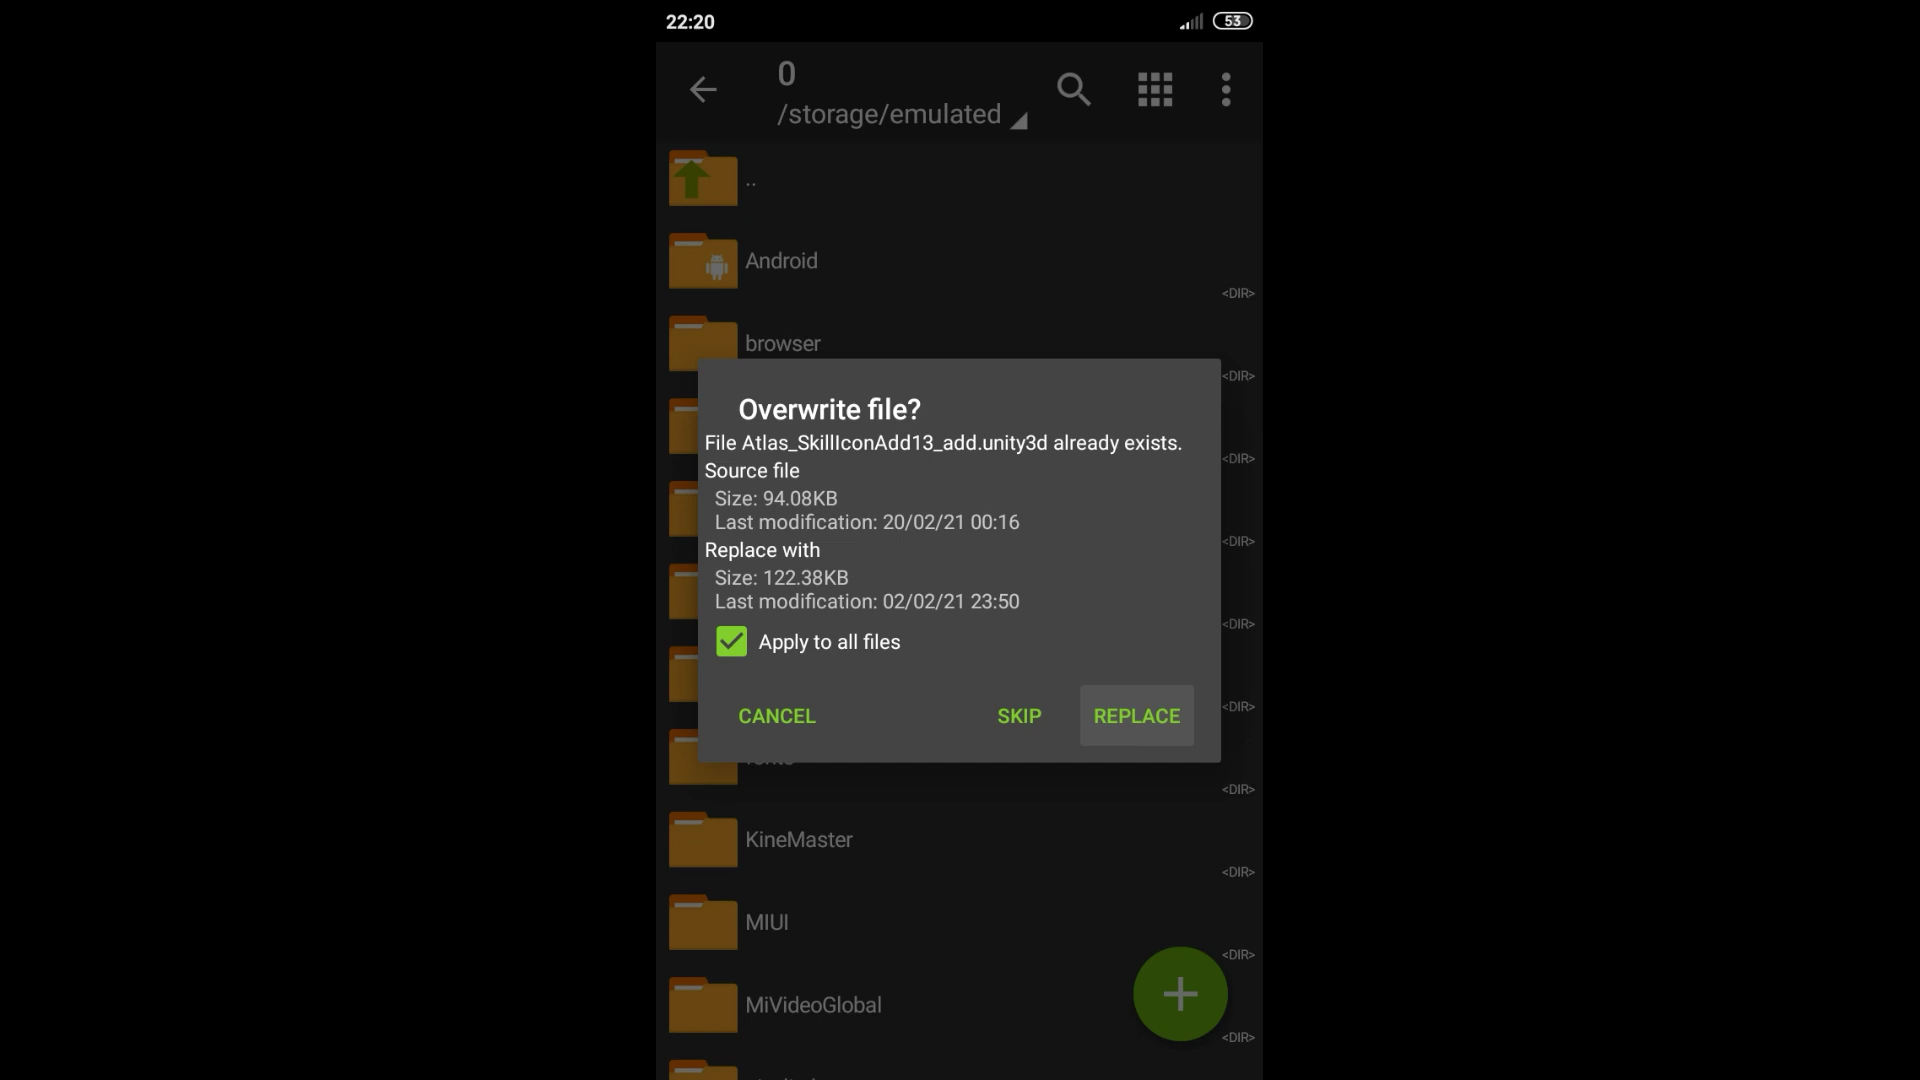 22:20
53
0
/storage/emulated
..
Android
<DIR>
browser
<DIR>
Overwrite file?
File Atlas_SkillIconAdd13_add.unity3d already exists.
<DIR>
Source file
Size: 94.08KB
Last modification: 20/02/21 00:16
<DIR>
Replace with
Size: 122.38KB
Last modification: 02/02/21 23:50
<DIR>
Apply to all files
CANCEL
SKIP
REPLACE
<DIR>
<DIR>
KineMaster
<DIR>
MIUI
<DIR>
MiVideoGlobal
<DIR>